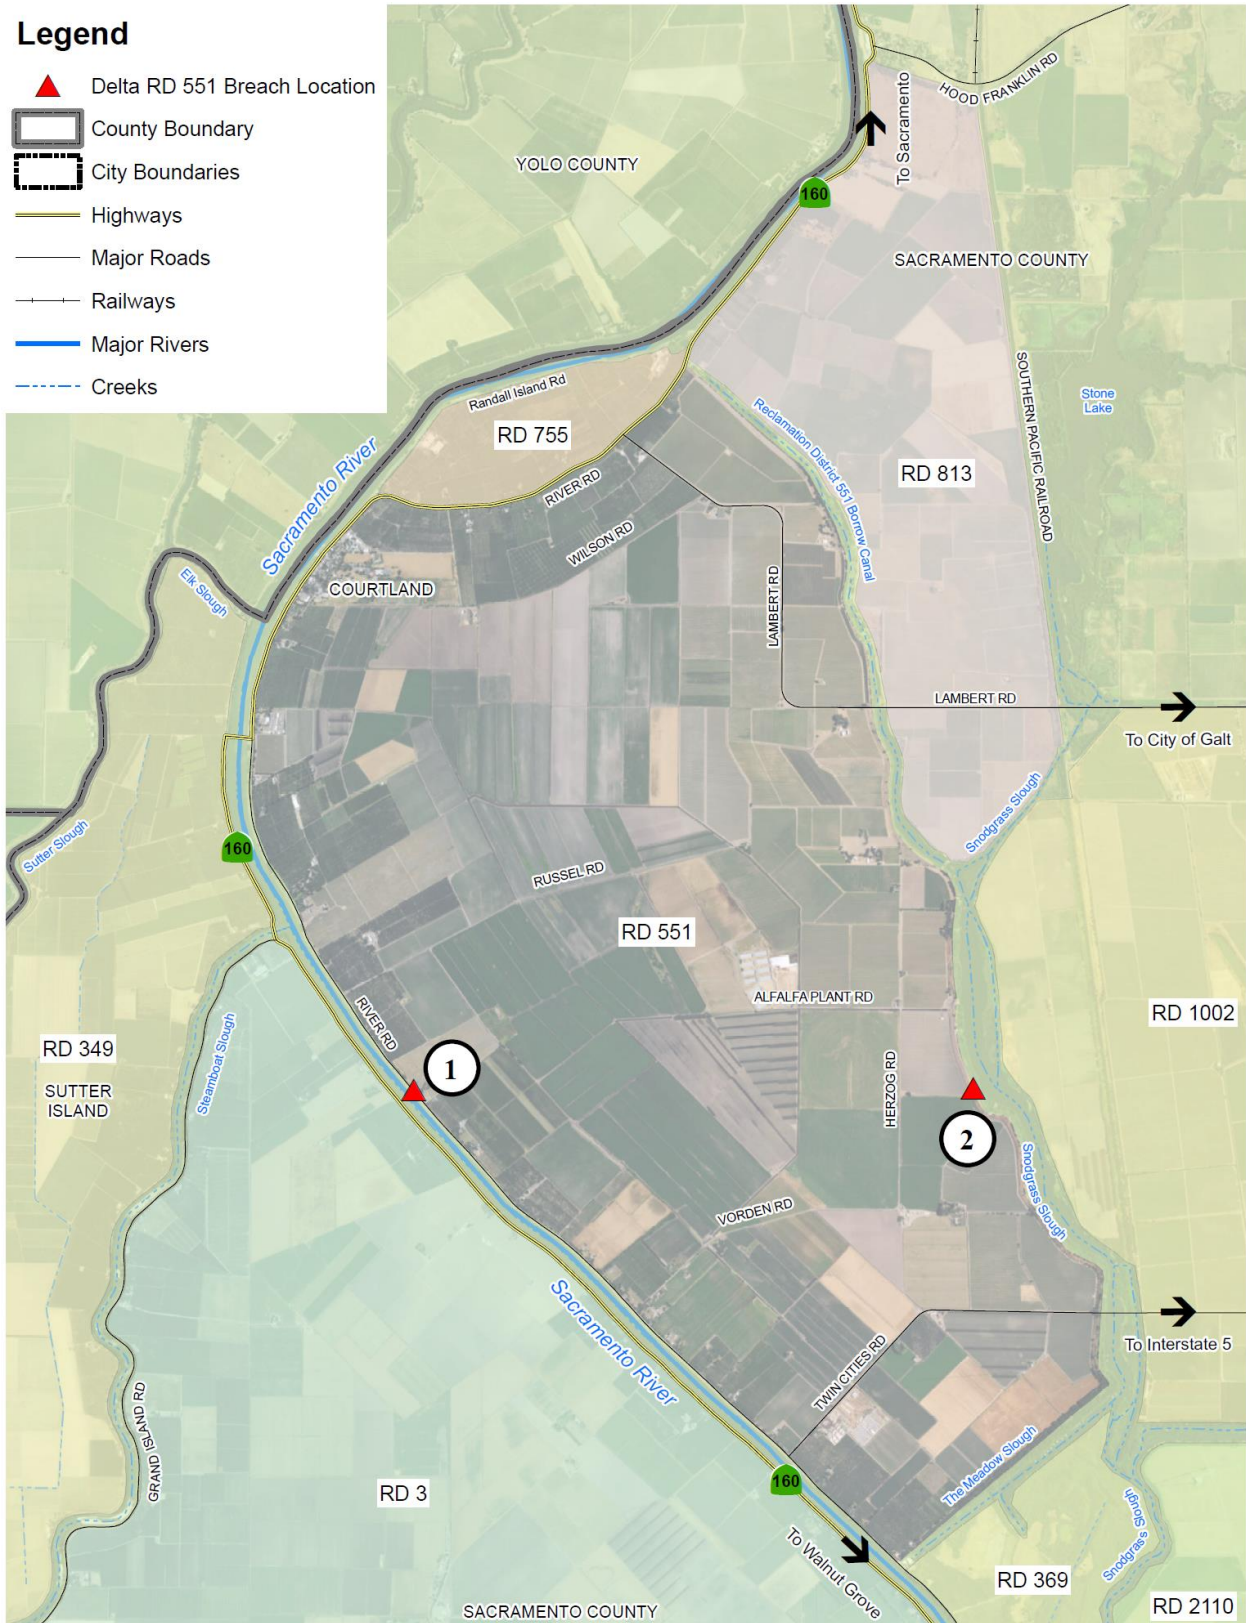 Legend
Delta RD 551 Breach Location
County Boundary
City Boundaries
Highways
Major Roads
Railways
Major Rivers
Creeks
HOOD FRANKLIN RD
To Sacramento
YOLO COUNTY
160
SACRAMENTO COUNTY
SOUTHERN PACIFIC RAILROAD
Stone
Lake
Randall Island Rd
RD 755
Reclamation District 551 Borrow Canal
RD 813
Sacramento River
RIVER RD
WILSON RD
Elk Slough
COURTLAND
LAMBERT RD
LAMBERT RD
To City of Galt
Snodgrass Slough
Sutter Slough
160
RUSSEL RD
RD 551
ALFALFA PLANT RD
RD 1002
RIVER RD
RD 349
SUTTER
ISLAND
Steamboat Slough
1
HERZOG RD
2
Snodgrass Slough
VORDEN RD
Sacramento River
TWIN CITIES RD
To Interstate 5
GRAND ISLAND RD
The Meadow Slough
160
RD 3
To Walnut Grove
Snodgrass Slough
RD 369
RD 2110
SACRAMENTO COUNTY